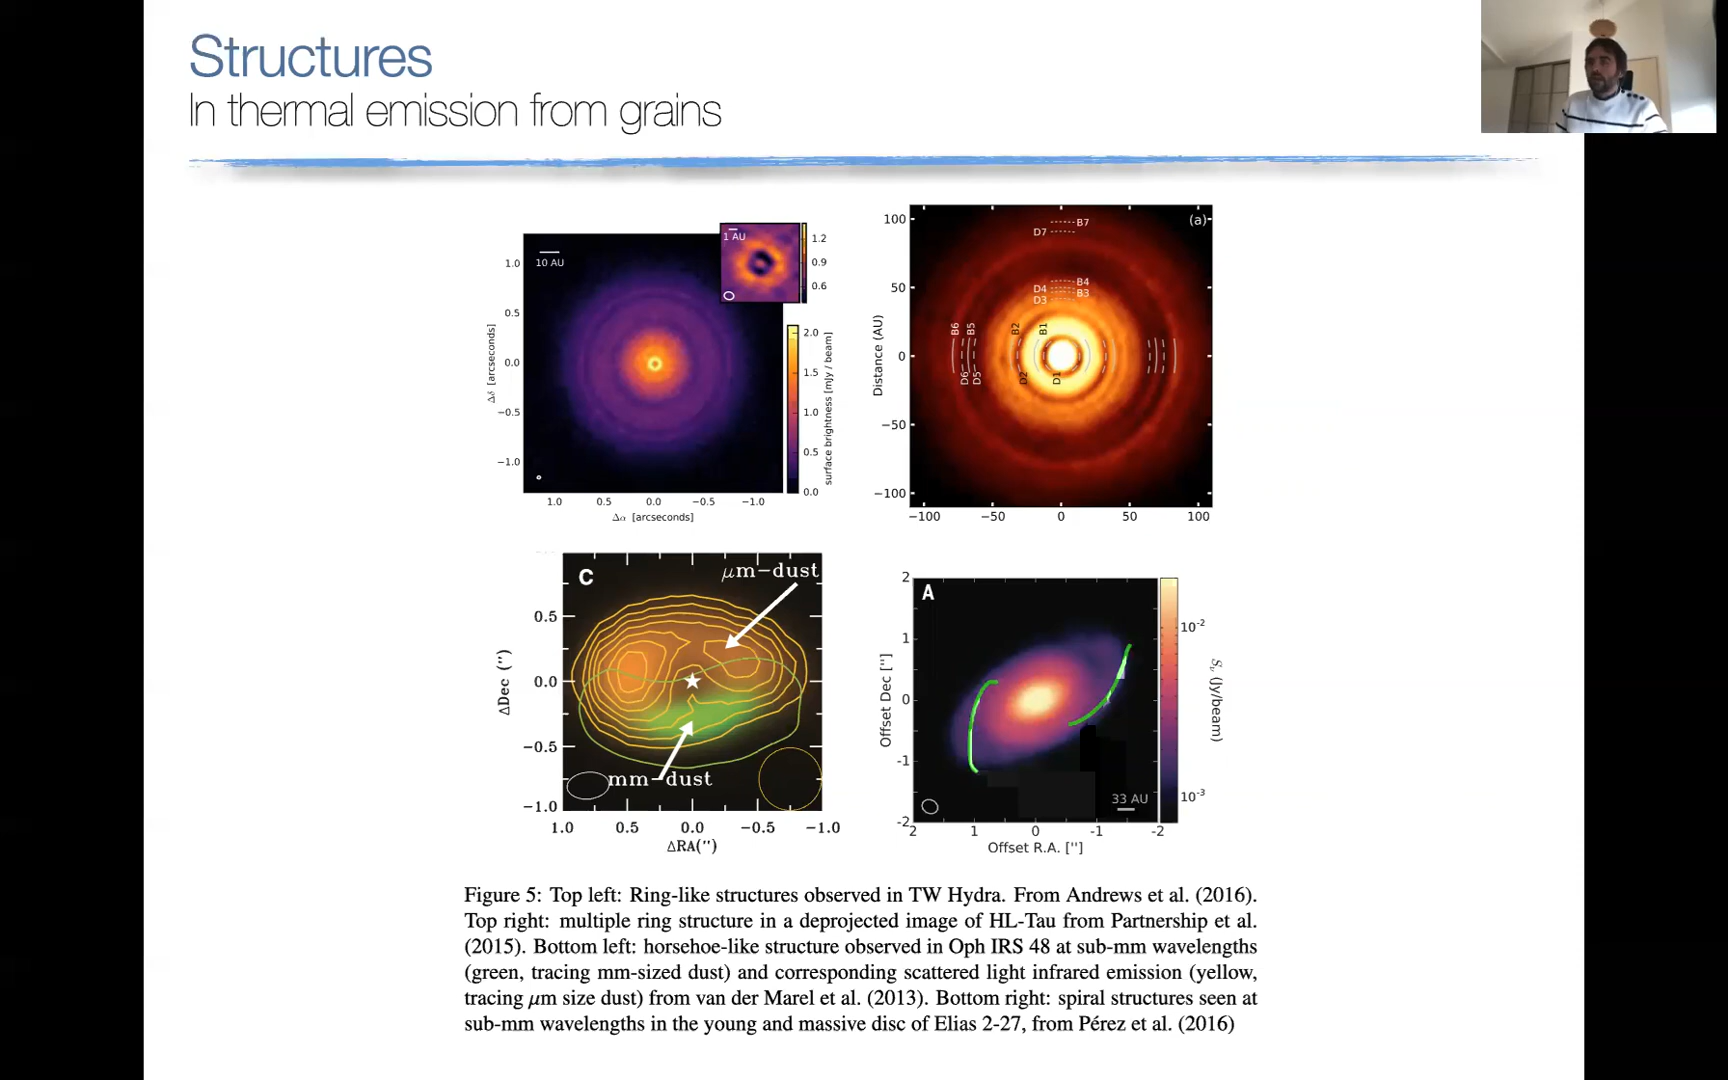 Structures
In thermal emission from grains
1 AU
1.2
0.9
0.6
10 AU
1.0
0.5
0.0
−0.5
−1.0
Δδ [arcseconds]
1.0 0.5 0.0 −0.5 −1.0
Δα [arcseconds]
2.0
1.5
1.0
0.5
0.0
surface brightness [mJy / beam]
(a)
100
50
0
−50
−100
Distance (AU)
−100 −50 0 50 100
B7
D7
B4
D4
B3
D3
B6 B5 B2 B1
D6 D5 D2 D1
C
μm−dust
mm−dust
0.5
0.0
−0.5
−1.0
ΔDec (")
1.0 0.5 0.0 −0.5 −1.0
ΔRA(")
A
2
1
0
-1
-2
Offset Dec ["]
33 AU
2 1 0 -1 -2
Offset R.A. ["]
10⁻²
10⁻³
Sᵥ (Jy/beam)
Figure 5: Top left: Ring-like structures observed in TW Hydra. From Andrews et al. (2016).
Top right: multiple ring structure in a deprojected image of HL-Tau from Partnership et al.
(2015). Bottom left: horsehoe-like structure observed in Oph IRS 48 at sub-mm wavelengths
(green, tracing mm-sized dust) and corresponding scattered light infrared emission (yellow,
tracing μm size dust) from van der Marel et al. (2013). Bottom right: spiral structures seen at
sub-mm wavelengths in the young and massive disc of Elias 2-27, from Pérez et al. (2016)